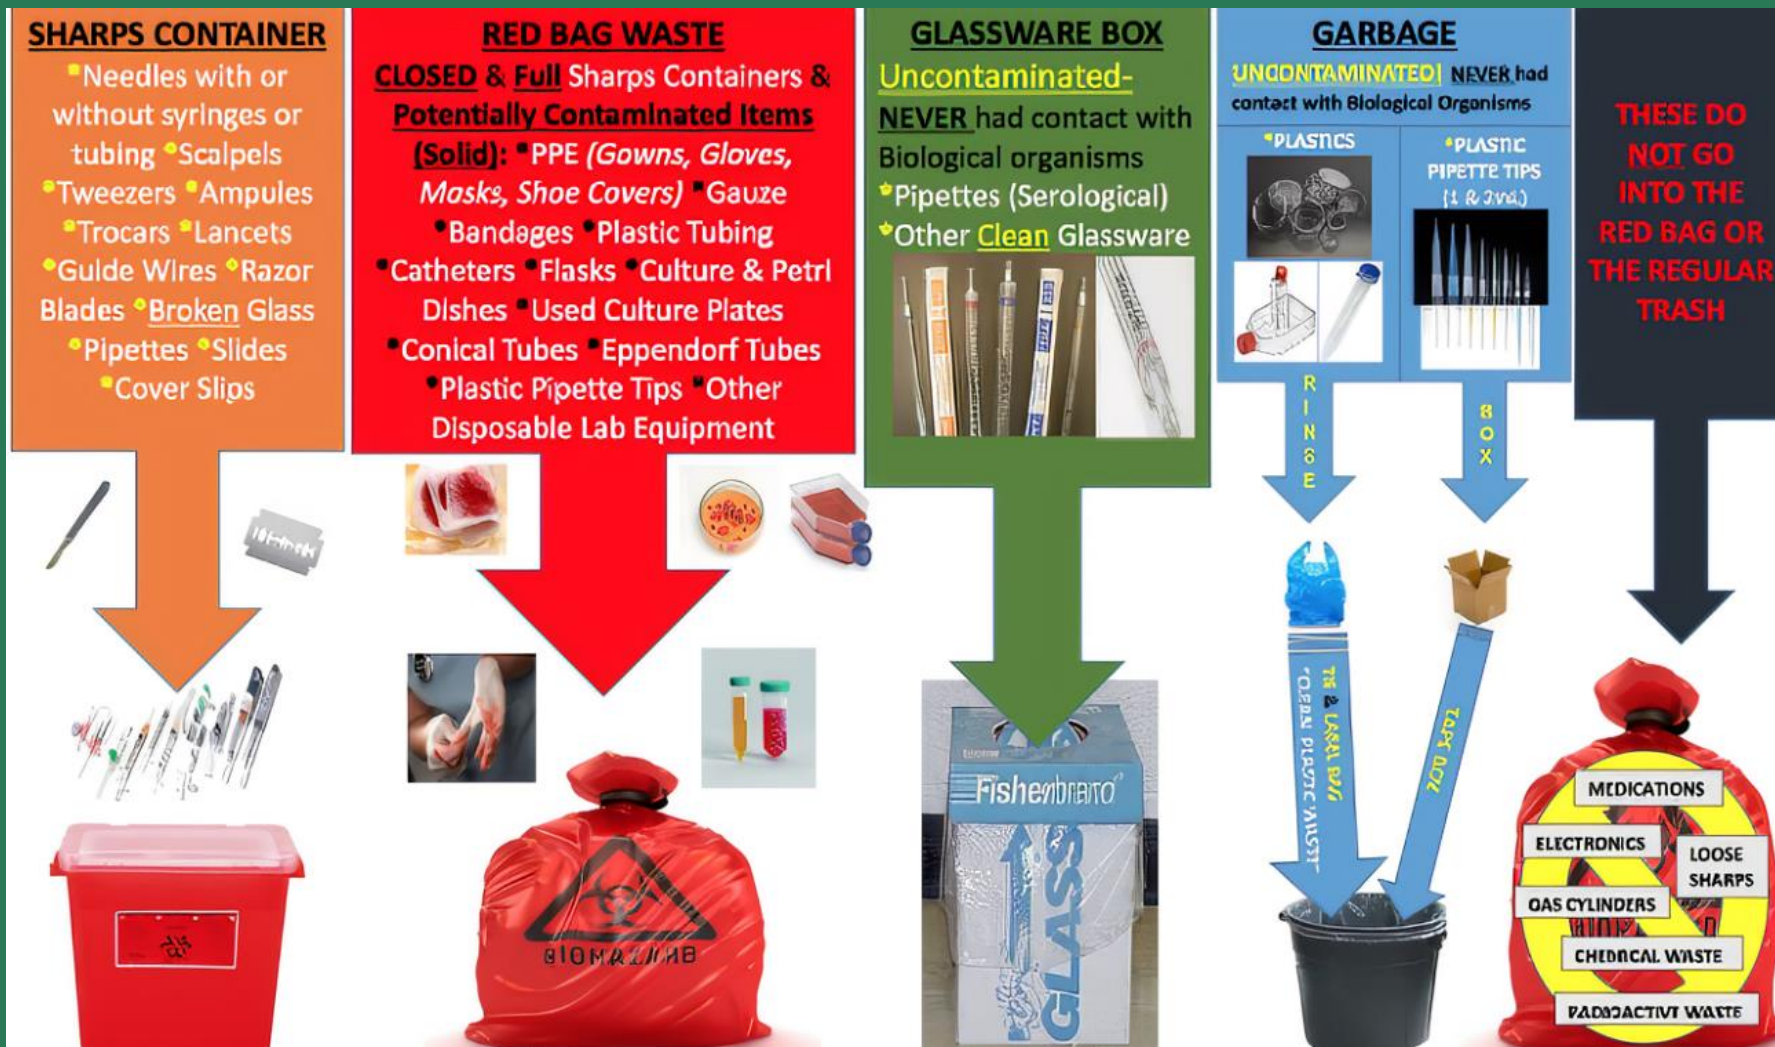 SHARPS CONTAINER
Needles with or
without syringes or
tubing Scalpels
Tweezers Ampules
Trocars Lancets
Guide Wires Razor
Blades Broken Glass
Pipettes Slides
Cover Slips
RED BAG WASTE
CLOSED & Full Sharps Containers &
Potentially Contaminated Items
(Solid): PPE (Gowns, Gloves,
Masks, Shoe Covers) Gauze
Bandages Plastic Tubing
Catheters Flasks Culture & Petri
Dishes Used Culture Plates
Conical Tubes Eppendorf Tubes
Plastic Pipette Tips Other
Disposable Lab Equipment
GLASSWARE BOX
Uncontaminated-
NEVER had contact with
Biological organisms
Pipettes (Serological)
Other Clean Glassware
GLASS
GARBAGE
UNCONTAMINATED! NEVER had
contact with Biological Organisms
PLASTICS
RINSE
PLASTIC
PIPETTE TIPS
BOX
THESE DO
NOT GO
INTO THE
RED BAG OR
THE REGULAR
TRASH
MEDICATIONS
ELECTRONICS
LOOSE
SHARPS
GAS CYLINDERS
CHEMICAL WASTE
RADIOACTIVE WASTE